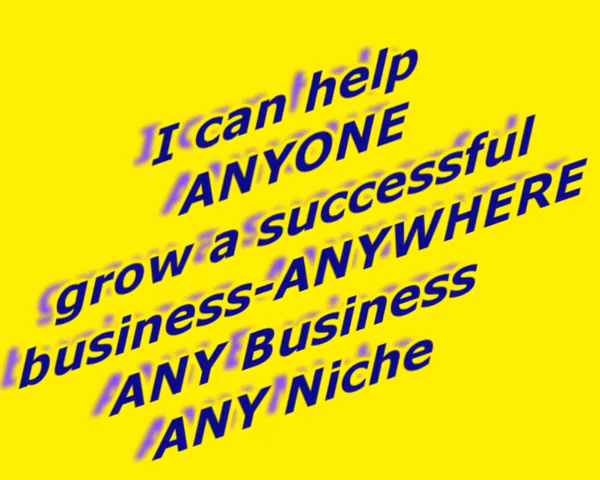 I can help
ANYONE
grow a successful
business-ANYWHERE
ANY Business
ANY Niche